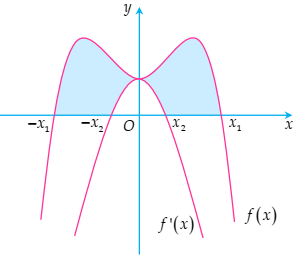 y
−x₁ −x₂ O x₂ x₁ x
f'(x) f(x)